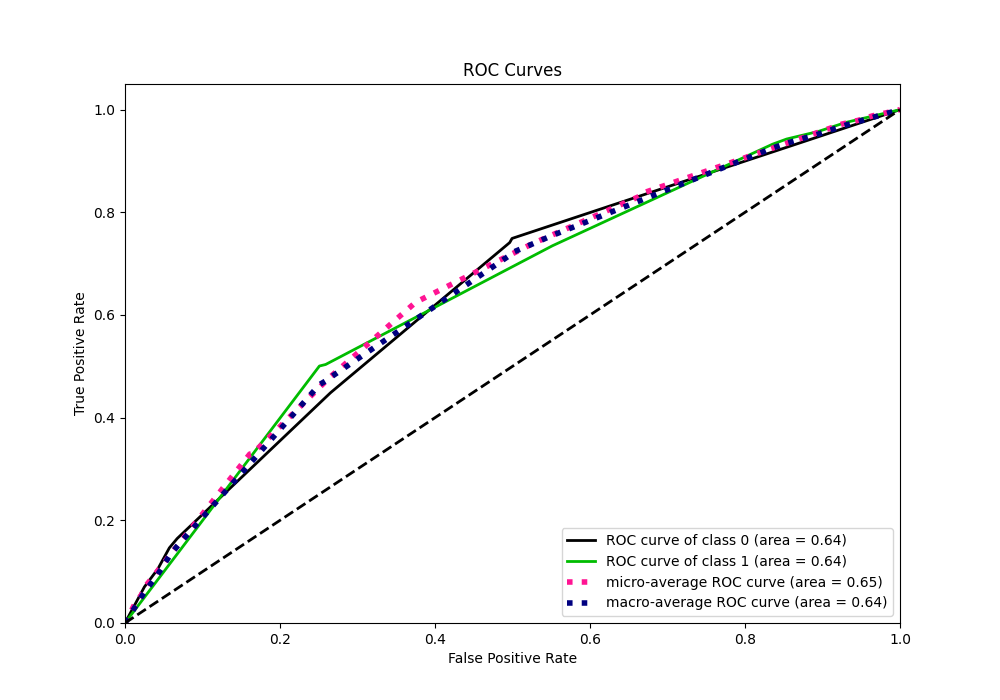 ROC Curves
True Positive Rate
1.0
0.8
0.6
0.4
0.2
0.0
0.0 0.2 0.4 0.6 0.8 1.0
False Positive Rate
ROC curve of class 0 (area = 0.64)
ROC curve of class 1 (area = 0.64)
micro-average ROC curve (area = 0.65)
macro-average ROC curve (area = 0.64)